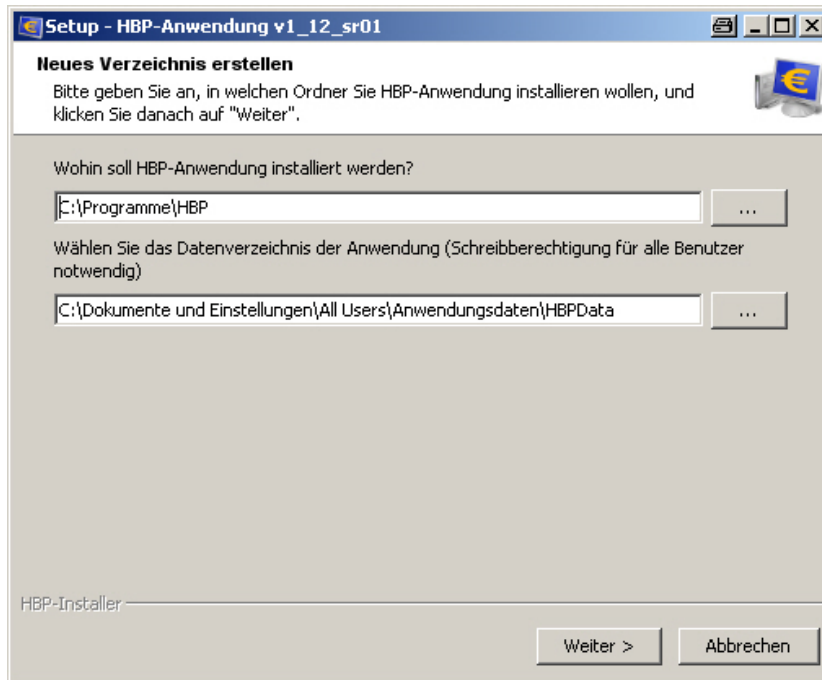 Setup - HBP-Anwendung v1_12_sr01
Neues Verzeichnis erstellen
Bitte geben Sie an, in welchen Ordner Sie HBP-Anwendung installieren wollen, und
klicken Sie danach auf "Weiter".
Wohin soll HBP-Anwendung installiert werden?
C:\Programme\HBP
...
Wählen Sie das Datenverzeichnis der Anwendung (Schreibberechtigung für alle Benutzer
notwendig)
C:\Dokumente und Einstellungen\All Users\Anwendungsdaten\HBPData
...
HBP-Installer
Weiter >
Abbrechen